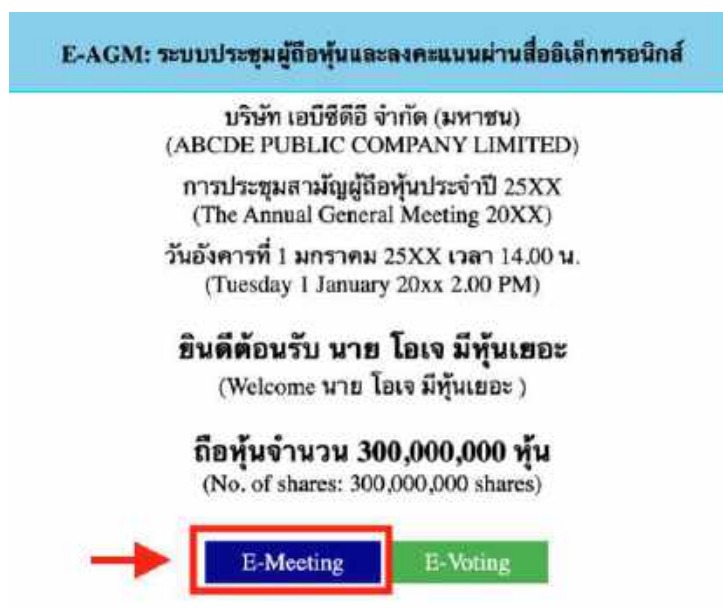 E-AGM: ระบบประชุมผู้ถือหุ้นและลงคะแนนผ่านสื่ออิเล็กทรอนิกส์
บริษัท เอบีซีดีอี จำกัด (มหาชน)
(ABCDE PUBLIC COMPANY LIMITED)
การประชุมสามัญผู้ถือหุ้นประจำปี 25XX
(The Annual General Meeting 20XX)
วันอังคารที่ 1 มกราคม 25XX เวลา 14.00 น.
(Tuesday 1 January 20xx 2.00 PM)
ยินดีต้อนรับ นาย โอเจ มีหุ้นเยอะ
(Welcome นาย โอเจ มีหุ้นเยอะ )
ถือหุ้นจำนวน 300,000,000 หุ้น
(No. of shares: 300,000,000 shares)
E-Meeting E-Voting